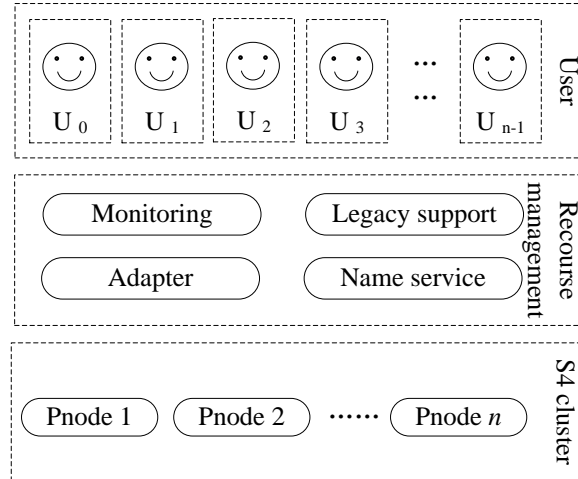 U 0 U 1 U 2 U 3 ... ... U n-1
User
Monitoring Legacy support
Adapter Name service
Recourse
management
Pnode 1 Pnode 2 ...... Pnode n
S4 cluster